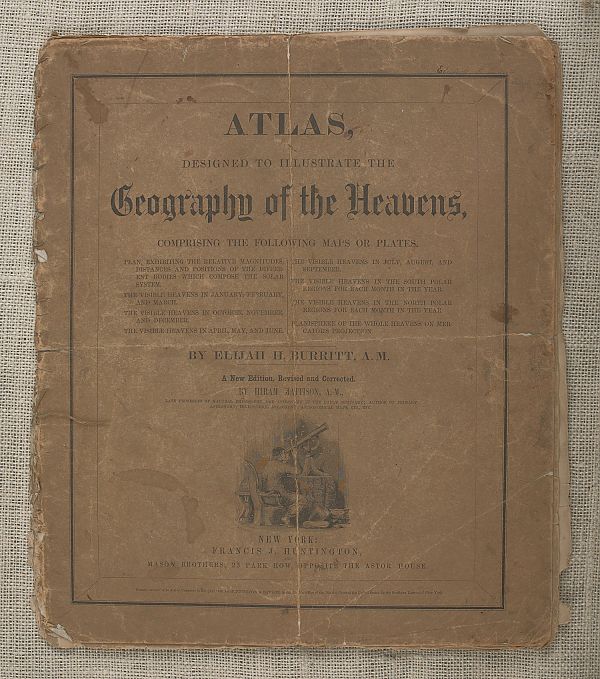 ATLAS,
DESIGNED TO ILLUSTRATE THE
Geography of the Heavens,
COMPRISING THE FOLLOWING MAPS OR PLATES.
PLAN, EXHIBITING THE RELATIVE MAGNITUDES,
DISTANCES AND POSITIONS OF THE DIFFER-
ENT BODIES WHICH COMPOSE THE SOLAR
SYSTEM.
THE VISIBLE HEAVENS IN JANUARY, FEBRUARY,
AND MARCH.
THE VISIBLE HEAVENS IN OCTOBER, NOVEMBER,
AND DECEMBER.
THE VISIBLE HEAVENS IN APRIL, MAY, AND JUNE.
THE VISIBLE HEAVENS IN JULY, AUGUST, AND
SEPTEMBER.
THE VISIBLE HEAVENS IN THE SOUTH POLAR
REGIONS FOR EACH MONTH IN THE YEAR.
THE VISIBLE HEAVENS IN THE NORTH POLAR
REGIONS FOR EACH MONTH IN THE YEAR
PLANISPHERE OF THE WHOLE HEAVENS ON MER-
CATORS PROJECTION
BY ELIJAH H. BURRITT, A.M.
A New Edition, Revised and Corrected.
BY HIRAM MATTISON, A.M.,
NEW YORK:
FRANCIS J. HUNTINGTON,
MASON BROTHERS, 23 PARK ROW, OPPOSITE THE ASTOR HOUSE